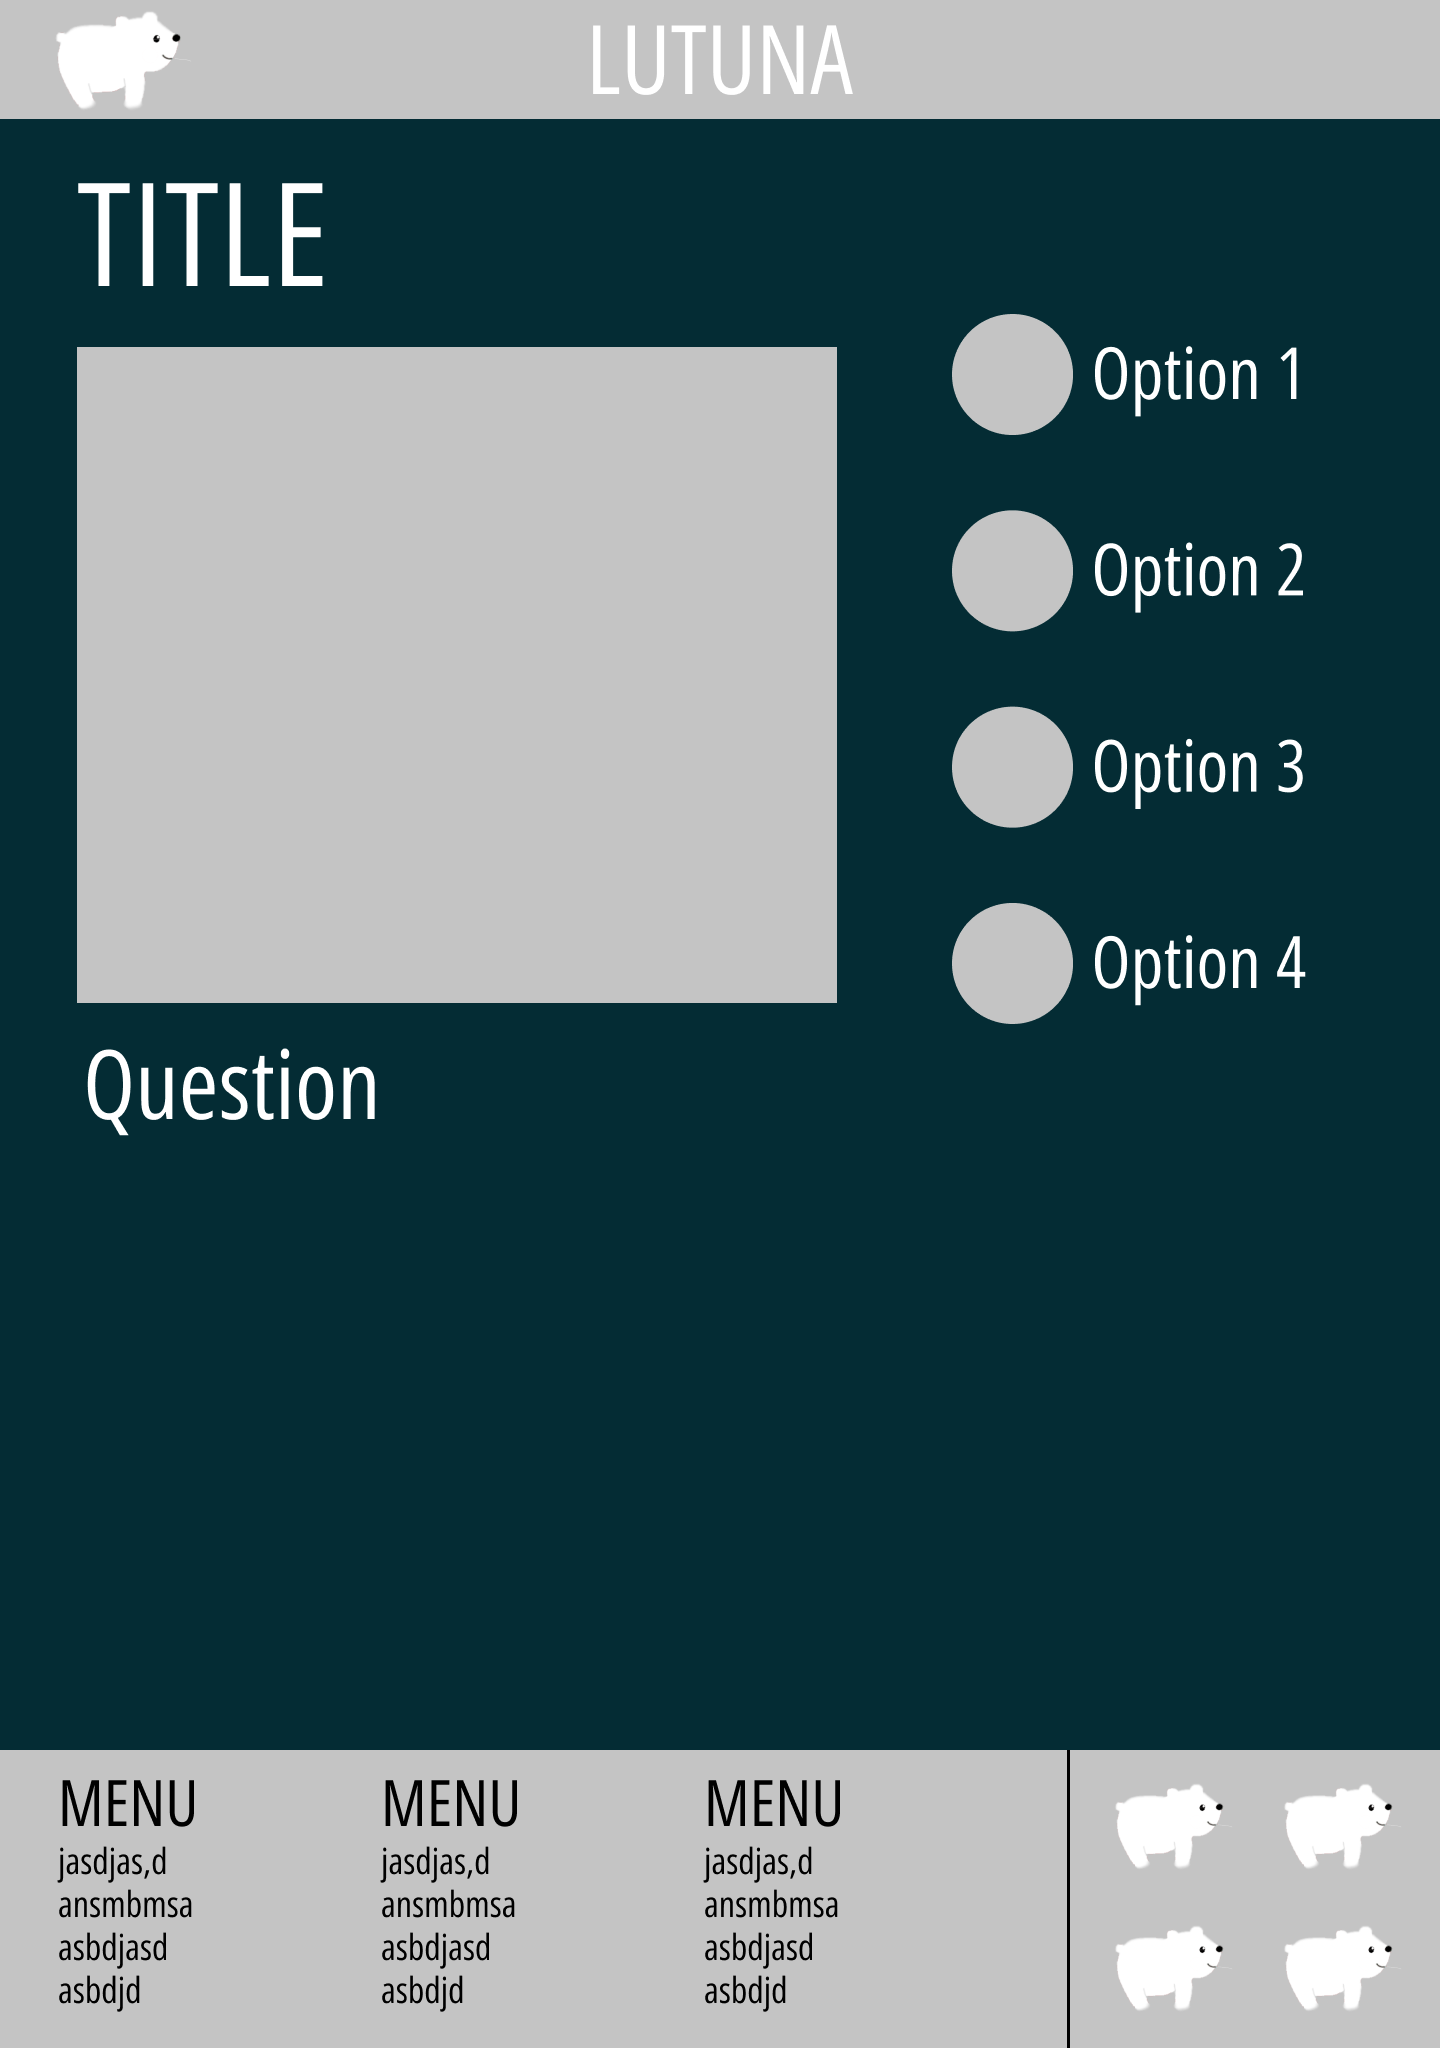 LUTUNA
TITLE
Option 1
Option 2
Option 3
Option 4
Question
MENU
jasdjas,d
ansmbmsa
asbdjasd
asbdjd
MENU
jasdjas,d
ansmbmsa
asbdjasd
asbdjd
MENU
jasdjas,d
ansmbmsa
asbdjasd
asbdjd